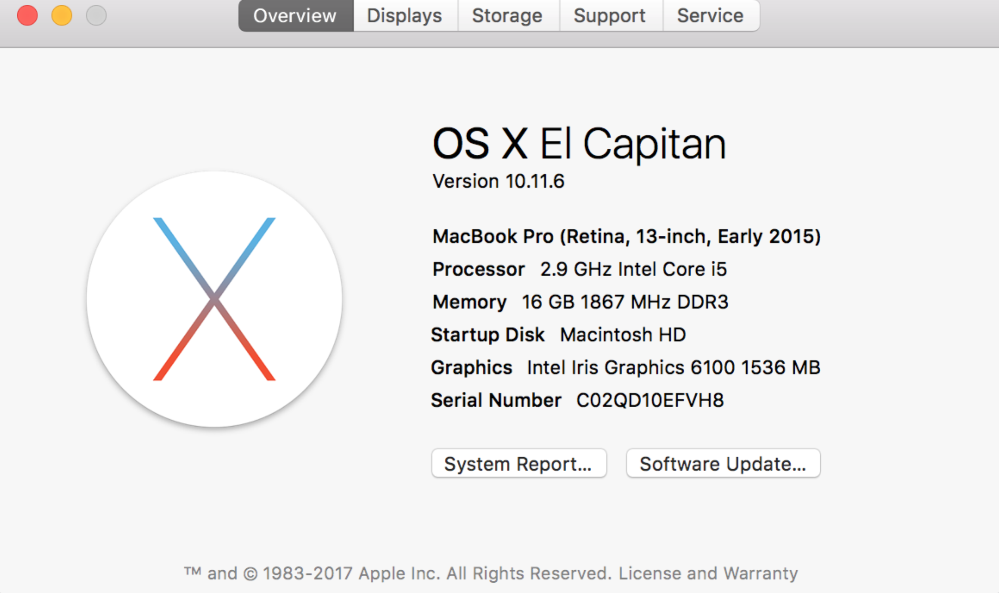 Overview Displays Storage Support Service
OS X El Capitan
Version 10.11.6
MacBook Pro (Retina, 13-inch, Early 2015)
Processor 2.9 GHz Intel Core i5
Memory 16 GB 1867 MHz DDR3
Startup Disk Macintosh HD
Graphics Intel Iris Graphics 6100 1536 MB
Serial Number C02QD10EFVH8
System Report... Software Update...
™ and © 1983-2017 Apple Inc. All Rights Reserved. License and Warranty